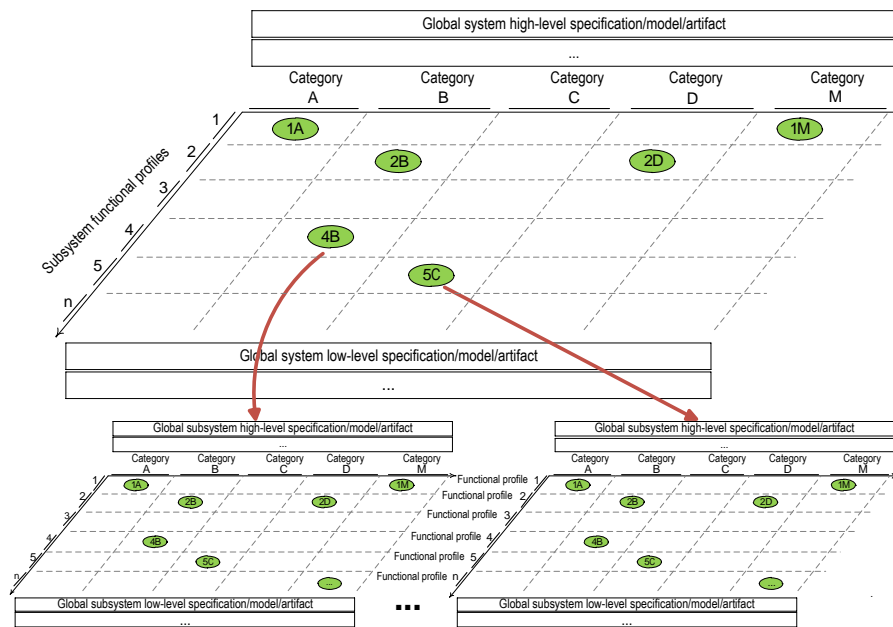 Global system high-level specification/model/artifact
...
Category Category Category Category Category
A B C D M
Subsystem functional profiles
1 1A 1M
2 2B 2D
3
4 4B
5 5C
n
Global system low-level specification/model/artifact
...
Global subsystem high-level specification/model/artifact
...
Category Category Category Category Category
A B C D M
1 1A 1M Functional profile
2 2B 2D Functional profile
3 Functional profile
4 4B Functional profile
5 5C Functional profile
n ... Functional profile
Global subsystem low-level specification/model/artifact
...
...
Global subsystem high-level specification/model/artifact
...
Category Category Category Category Category
A B C D M
1 1A 1M
2 2B 2D
3
4 4B
5 5C
n ...
Global subsystem low-level specification/model/artifact
...